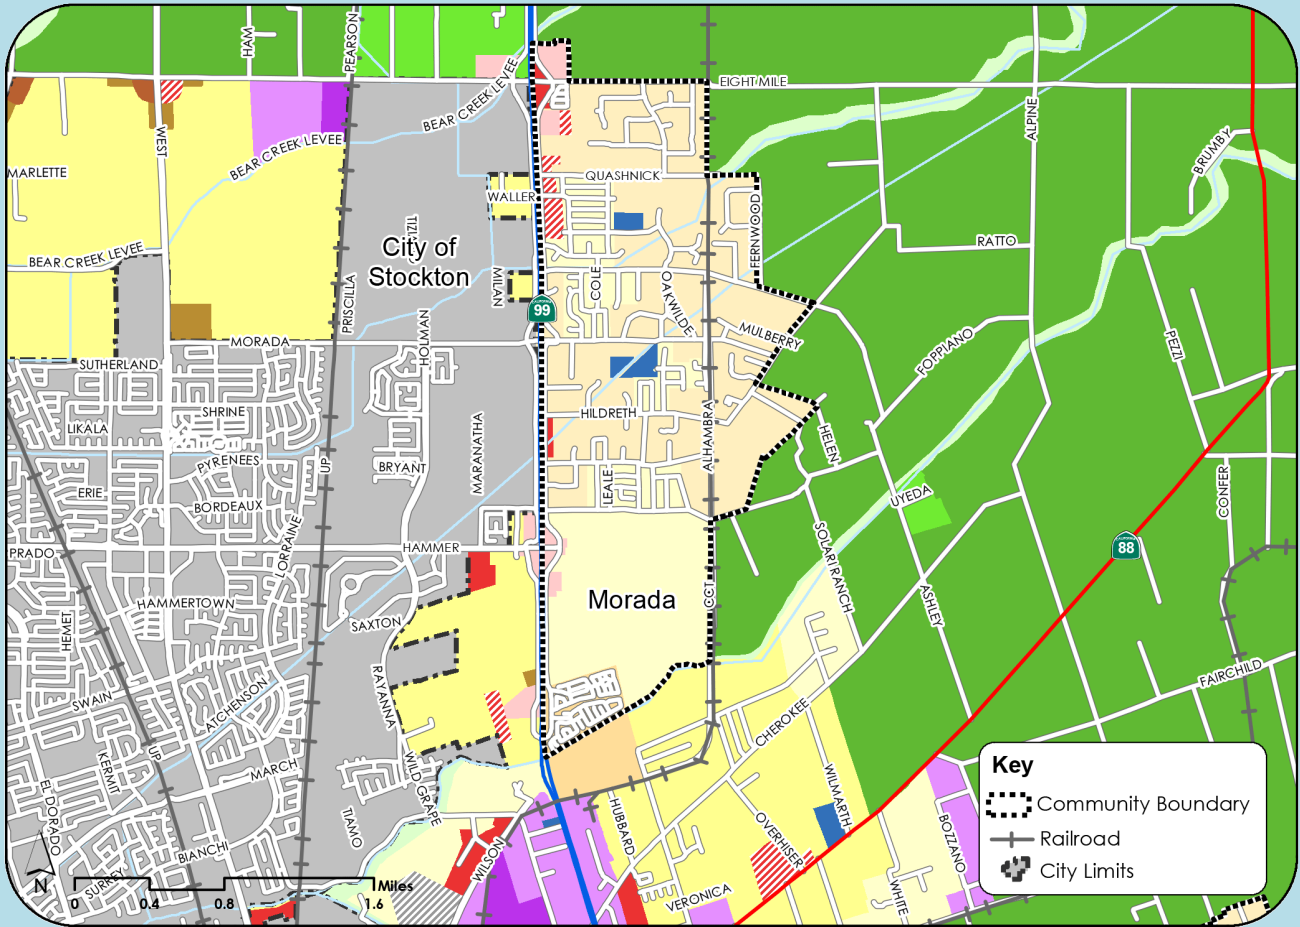 HAM
PEARSON
BEAR CREEK LEVEE
EIGHT MILE
WEST
BEAR CREEK LEVEE
ALPINE
BRUMBY
MARLETTE
QUASHNICK
WALLER
FERNWOOD
City of
Stockton
RATTO
BEAR CREEK LEVEE
PRISCILLA
MILAN
COLE
OAKWILDE
99
MULBERRY
MORADA
HOLMAN
FOPPIANO
PEZZI
SUTHERLAND
SHRINE
LIKALA
HILDRETH
ALHAMBRA
HELEN
MARANATHA
PYRENEES
UP
BRYANT
LEALE
ERIE
BORDEAUX
UYEDA
CONFER
LORRAINE
PRADO
HAMMER
SOLARI RANCH
88
HAMMERTOWN
Morada
CCT
ASHLEY
HEMET
SAXTON
SWAIN
ATCHENSON
RAYANNA
FAIRCHILD
CHEROKEE
UP
KERMIT
MARCH
WILD GRAPE
WILMARTH
EL DORADO
TIAMO
HUBBARD
OVERHISER
BOZZANO
BIANCHI
WILSON
SURREY
VERONICA
WHITE
Key
Community Boundary
Railroad
City Limits
N
Miles
0 0.4 0.8 1.6